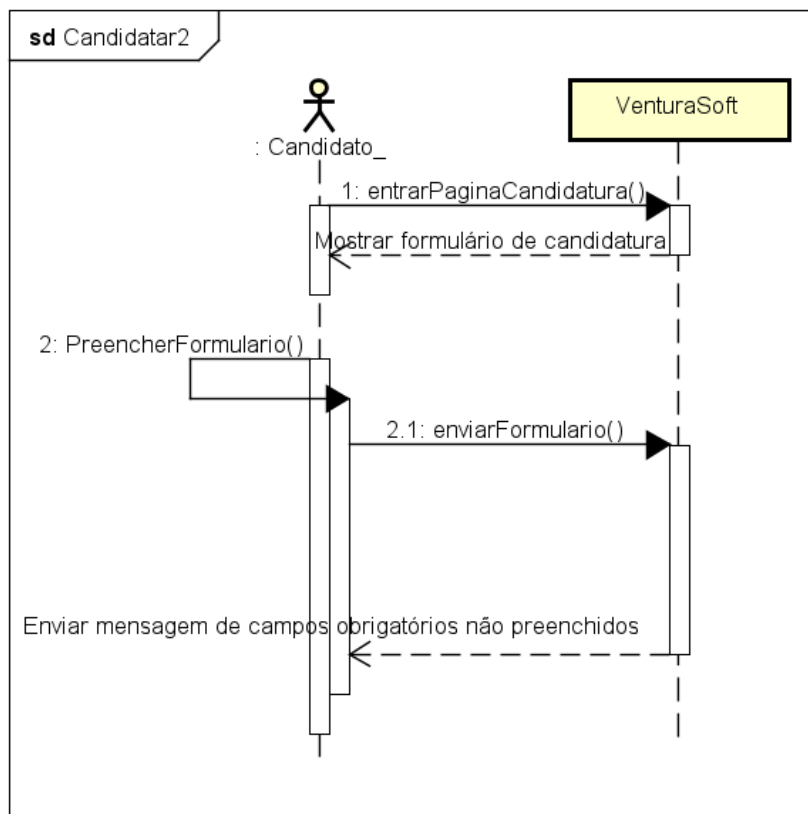 sd Candidatar2
VenturaSoft
: Candidato_
1: entrarPaginaCandidatura()
Mostrar formulário de candidatura
2: PreencherFormulario()
2.1: enviarFormulario()
Enviar mensagem de campos obrigatórios não preenchidos